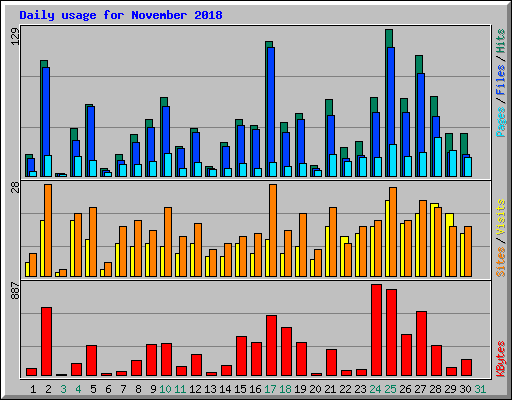 Daily usage for November 2018
129
Pages / Files / Hits
28
Sites / Visits
887
KBytes
1 2 3 4 5 6 7 8 9 10 11 12 13 14 15 16 17 18 19 20 21 22 23 24 25 26 27 28 29 30 31